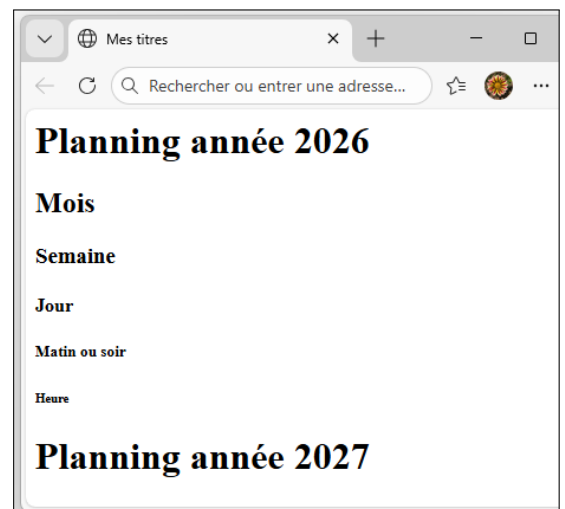 Mes titres
Rechercher ou entrer une adresse...
Planning année 2026
Mois
Semaine
Jour
Matin ou soir
Heure
Planning année 2027